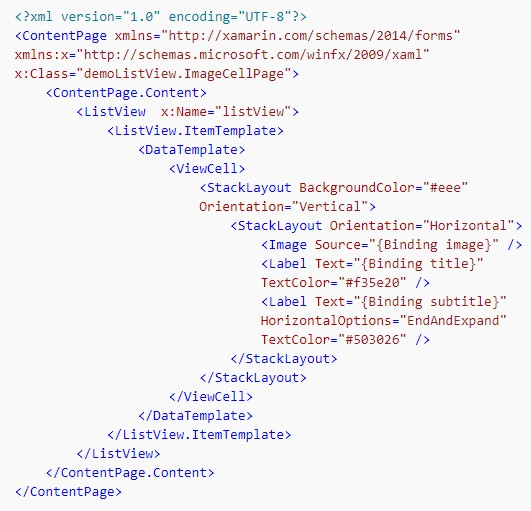 <?xml version="1.0" encoding="UTF-8"?>
<ContentPage xmlns="http://xamarin.com/schemas/2014/forms"
xmlns:x="http://schemas.microsoft.com/winfx/2009/xaml"
x:Class="demoListView.ImageCellPage">
    <ContentPage.Content>
        <ListView  x:Name="listView">
            <ListView.ItemTemplate>
                <DataTemplate>
                    <ViewCell>
                        <StackLayout BackgroundColor="#eee"
                        Orientation="Vertical">
                            <StackLayout Orientation="Horizontal">
                                <Image Source="{Binding image}" />
                                <Label Text="{Binding title}"
                                TextColor="#f35e20" />
                                <Label Text="{Binding subtitle}"
                                HorizontalOptions="EndAndExpand"
                                TextColor="#503026" />
                            </StackLayout>
                        </StackLayout>
                    </ViewCell>
                </DataTemplate>
            </ListView.ItemTemplate>
        </ListView>
    </ContentPage.Content>
</ContentPage>